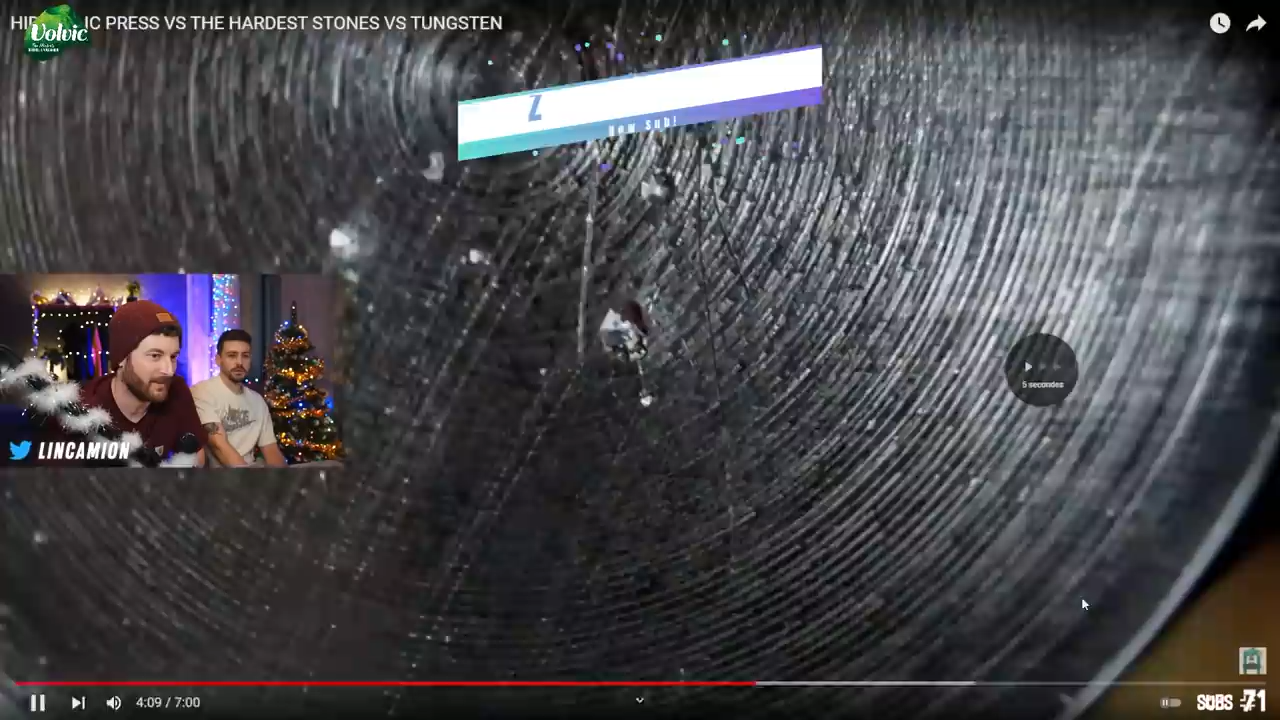 HI IC PRESS VS THE HARDEST STONES VS TUNGSTEN
Volvic
Z
New Sub!
5 secondes
LINCAMION
4:09 / 7:00
SUBS -71